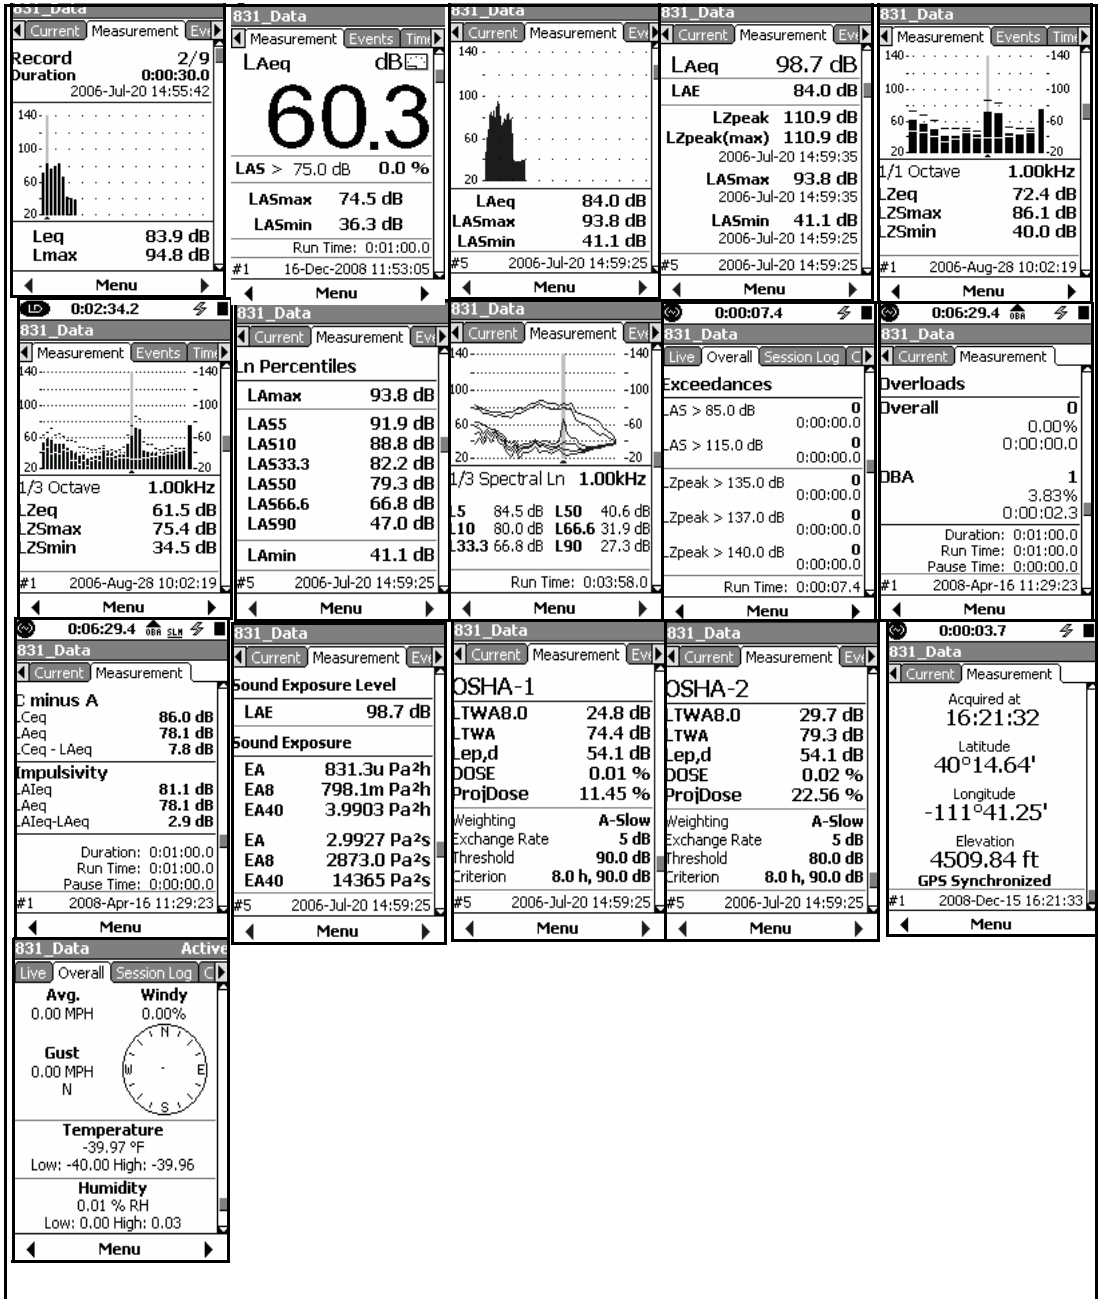 831_Data
Current Measurement Eve
Record 2/9
Duration 0:00:30.0
2006-Jul-20 14:55:42
140
100
60
20
Leq 83.9 dB
Lmax 94.8 dB
Menu
831_Data
Measurement Events Time
LAeq dB
60.3
LAS > 75.0 dB 0.0 %
LASmax 74.5 dB
LASmin 36.3 dB
Run Time: 0:01:00.0
#1 16-Dec-2008 11:53:05
Menu
831_Data
Current Measurement Eve
140
100
60
20
LAeq 84.0 dB
LASmax 93.8 dB
LASmin 41.1 dB
#5 2006-Jul-20 14:59:25
Menu
831_Data
Current Measurement Eve
LAeq 98.7 dB
LAE 84.0 dB
LZpeak 110.9 dB
LZpeak(max) 110.9 dB
2006-Jul-20 14:59:35
LASmax 93.8 dB
2006-Jul-20 14:59:35
LASmin 41.1 dB
2006-Jul-20 14:59:25
#5 2006-Jul-20 14:59:25
Menu
831_Data
Measurement Events Time
140 -140
100 -100
60 -60
20 -20
1/1 Octave 1.00kHz
LZeq 72.4 dB
LZSmax 86.1 dB
LZSmin 40.0 dB
#1 2006-Aug-28 10:02:19
Menu
LD 0:02:34.2
831_Data
Measurement Events Time
140 -140
100 -100
60 -60
20 -20
1/3 Octave 1.00kHz
LZeq 61.5 dB
LZSmax 75.4 dB
LZSmin 34.5 dB
#1 2006-Aug-28 10:02:19
Menu
831_Data
Current Measurement Eve
Ln Percentiles
LAmax 93.8 dB
LAS5 91.9 dB
LAS10 88.8 dB
LAS33.3 82.2 dB
LAS50 79.3 dB
LAS66.6 66.8 dB
LAS90 47.0 dB
LAmin 41.1 dB
#5 2006-Jul-20 14:59:25
Menu
831_Data
Current Measurement Eve
140 -140
100 -100
60 -60
20 -20
1/3 Spectral Ln 1.00kHz
L5 84.5 dB L50 40.6 dB
L10 80.0 dB L66.6 31.9 dB
L33.3 66.8 dB L90 27.3 dB
Run Time: 0:03:58.0
Menu
0:00:07.4
831_Data
Live Overall Session Log C
Exceedances
LAS > 85.0 dB 0
0:00:00.0
LAS > 115.0 dB 0
0:00:00.0
LZpeak > 135.0 dB 0
0:00:00.0
LZpeak > 137.0 dB 0
0:00:00.0
LZpeak > 140.0 dB 0
0:00:00.0
Run Time: 0:00:07.4
Menu
0:06:29.4 OBA
831_Data
Current Measurement
Overloads
Overall 0
0.00%
0:00:00.0
OBA 1
3.83%
0:00:02.3
Duration: 0:01:00.0
Run Time: 0:01:00.0
Pause Time: 0:00:00.0
#1 2008-Apr-16 11:29:23
Menu
0:06:29.4 OBA SLM
831_Data
Current Measurement
C minus A
LCeq 86.0 dB
LAeq 78.1 dB
LCeq - LAeq 7.8 dB
Impulsivity
LAIeq 81.1 dB
LAeq 78.1 dB
LAIeq-LAeq 2.9 dB
Duration: 0:01:00.0
Run Time: 0:01:00.0
Pause Time: 0:00:00.0
#1 2008-Apr-16 11:29:23
Menu
831_Data
Current Measurement Eve
Sound Exposure Level
LAE 98.7 dB
Sound Exposure
EA 831.3u Pa²h
EA8 798.1m Pa²h
EA40 3.9903 Pa²h
EA 2.9927 Pa²s
EA8 2873.0 Pa²s
EA40 14365 Pa²s
#5 2006-Jul-20 14:59:25
Menu
831_Data
Current Measurement Eve
OSHA-1
LTWA8.0 24.8 dB
LTWA 74.4 dB
Lep,d 54.1 dB
DOSE 0.01 %
ProjDose 11.45 %
Weighting A-Slow
Exchange Rate 5 dB
Threshold 90.0 dB
Criterion 8.0 h, 90.0 dB
#5 2006-Jul-20 14:59:25
Menu
831_Data
Current Measurement Eve
OSHA-2
LTWA8.0 29.7 dB
LTWA 79.3 dB
Lep,d 54.1 dB
DOSE 0.02 %
ProjDose 22.56 %
Weighting A-Slow
Exchange Rate 5 dB
Threshold 80.0 dB
Criterion 8.0 h, 90.0 dB
#5 2006-Jul-20 14:59:25
Menu
0:00:03.7
831_Data
Current Measurement
Acquired at
16:21:32
Latitude
40°14.64'
Longitude
-111°41.25'
Elevation
4509.84 ft
GPS Synchronized
#1 2008-Dec-15 16:21:33
Menu
831_Data Active
Live Overall Session Log C
Avg. Windy
0.00 MPH 0.00%
N
Gust
0.00 MPH W E
N
S
Temperature
-39.97 °F
Low: -40.00 High: -39.96
Humidity
0.01 % RH
Low: 0.00 High: 0.03
Menu